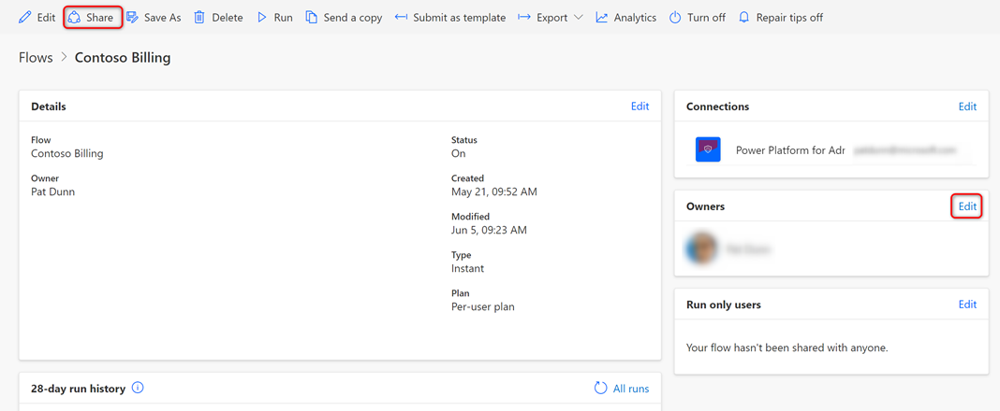 Edit Share Save As Delete Run Send a copy Submit as template Export Analytics Turn off Repair tips off
Flows > Contoso Billing
Details Edit
Flow
Contoso Billing
Owner
Pat Dunn
Status
On
Created
May 21, 09:52 AM
Modified
Jun 5, 09:23 AM
Type
Instant
Plan
Per-user plan
28-day run history All runs
Connections Edit
Power Platform for Adr
Owners Edit
Run only users Edit
Your flow hasn't been shared with anyone.